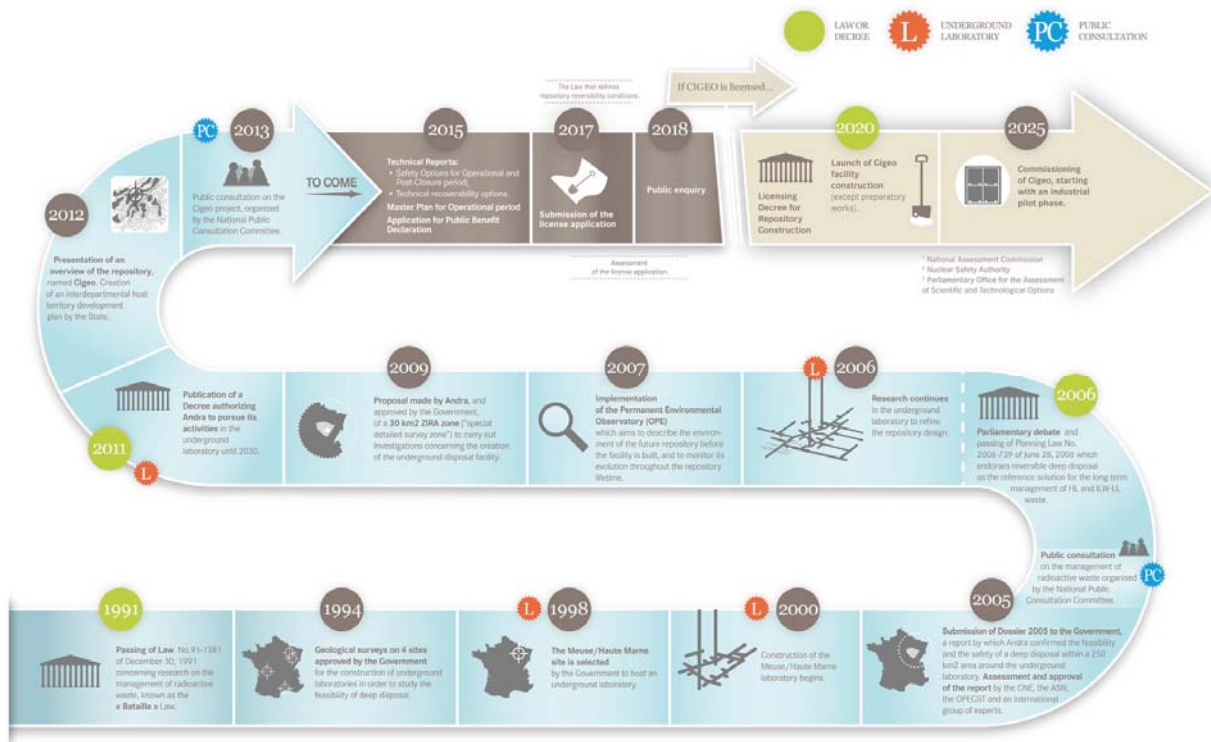 LAW OR
DECREE
L
UNDERGROUND
LABORATORY
PC
PUBLIC
CONSULTATION
1991
Passing of Law No.91-1381
of December 30, 1991
concerning research on the
management of radioactive
waste, known as the
« Bataille » Law.
1994
Geological surveys on 4 sites
approved by the Government
for the construction of underground
laboratories in order to study the
feasibility of deep disposal.
L
1998
The Meuse/Haute Marne
site is selected
by the Government to host an
underground laboratory.
L
2000
Construction of the
Meuse/Haute Marne
laboratory begins.
2005
Submission of Dossier 2005 to the Government,
a report by which Andra confirmed the feasibility
and the safety of a deep disposal within a 250
km2 area around the underground
laboratory. Assessment and approval
of the report by the CNE, the ASN,
the OPECST and an international
group of experts.
PC
Public consultation
on the management of
radioactive waste organised
by the National Public
Consultation Committee.
2006
Parliamentary debate and
passing of Planning Law No.
2006-739 of June 28, 2006 which
endorses reversible deep disposal
as the reference solution for the long-term
management of HL and ILW-LL
waste.
L
2006
Research continues
in the underground
laboratory to refine
the repository design.
2007
Implementation
of the Permanent Environmental
Observatory (OPE)
which aims to describe the environ-
ment of the future repository before
the facility is built, and to monitor its
evolution throughout the repository
lifetime.
2009
Proposal made by Andra, and
approved by the Government,
of a 30 km2 ZIRA zone ("special
detailed survey zone") to carry out
investigations concerning the creation
of the underground disposal facility.
2011
L
Publication of a
Decree authorizing
Andra to pursue its
activities in the
underground
laboratory until 2030.
2012
Presentation of an
overview of the repository,
named Cigeo. Creation
of an interdepartmental host
territory development
plan by the State.
PC
2013
Public consultation on the
Cigeo project, organized
by the National Public
Consultation Committee.
TO COME
2015
Technical Reports:
• Safety Options for Operational and
Post-Closure period;
• Technical recoverability options.
Master Plan for Operational period
Application for Public Benefit
Declaration
The Law that defines
repository reversibility conditions.
2017
Submission of the
license application
2018
Public enquiry
Assessment
of the license application.
If CIGEO is licensed...
Licensing
Decree for
Repository
Construction
2020
Launch of Cigeo
facility
construction
(except preparatory
works).
2025
Commissioning
of Cigeo, starting
with an industrial
pilot phase.
¹ National Assessment Commission
² Nuclear Safety Authority
³ Parliamentary Office for the Assessment
of Scientific and Technological Options